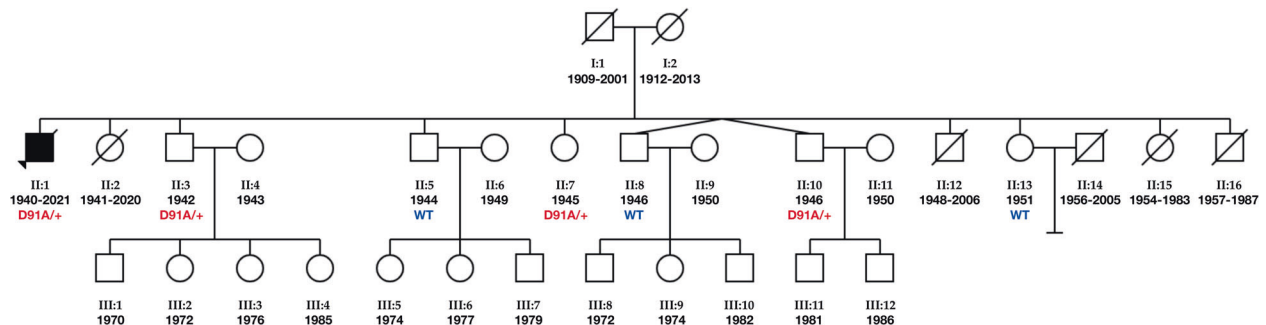 I:1 I:2
1909-2001 1912-2013
II:1 II:2 II:3 II:4 II:5 II:6 II:7 II:8 II:9 II:10 II:11 II:12 II:13 II:14 II:15 II:16
1940-2021 1941-2020 1942 1943 1944 1949 1945 1946 1950 1946 1950 1948-2006 1951 1956-2005 1954-1983 1957-1987
D91A/+ D91A/+ WT D91A/+ WT D91A/+ WT
III:1 III:2 III:3 III:4 III:5 III:6 III:7 III:8 III:9 III:10 III:11 III:12
1970 1972 1976 1985 1974 1977 1979 1972 1974 1982 1981 1986